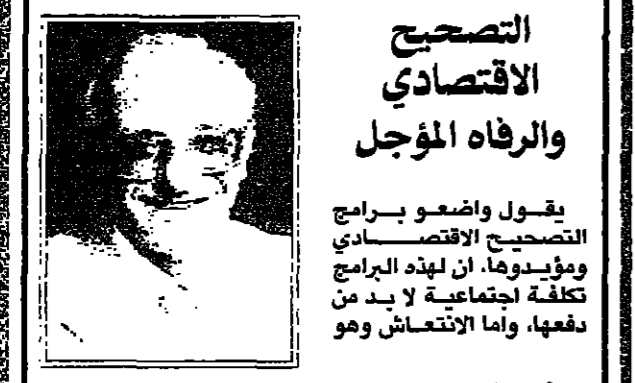 التصحيح
الاقتصادي
والرفاه المؤجل
يقول واضعو برامج
التصحيح الاقتصادي
ومؤيدوها، ان لهذه البرامج
تكلفة اجتماعية لا بد من
دفعها، واما الانتعاش وهو